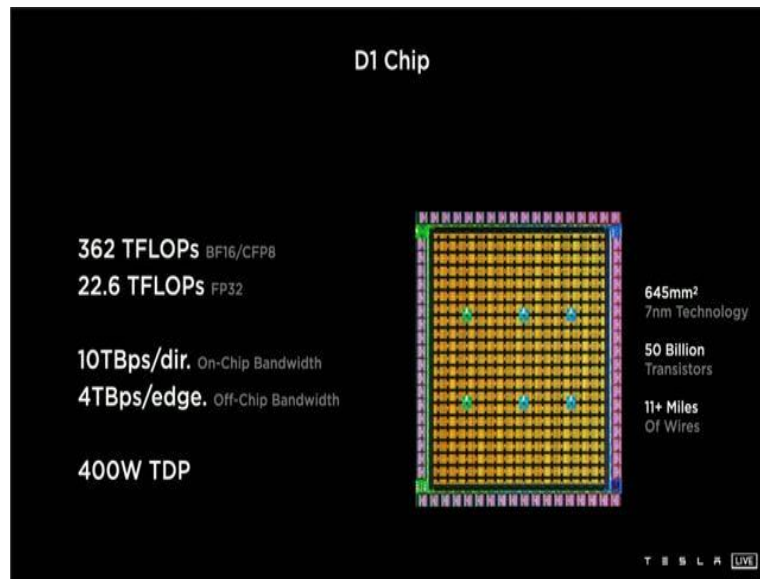 D1 Chip
362 TFLOPs BF16/CFP8
22.6 TFLOPs FP32
10TBps/dir. On-Chip Bandwidth
4TBps/edge. Off-Chip Bandwidth
400W TDP
645mm²
7nm Technology
50 Billion
Transistors
11+ Miles
Of Wires
TESLA LIVE